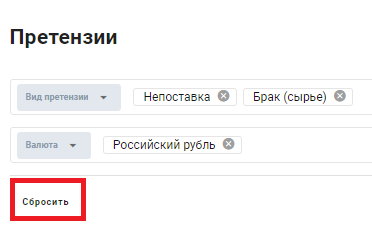 Претензии
Вид претензии Непоставка Брак (сырье)
Валюта Российский рубль
Сбросить